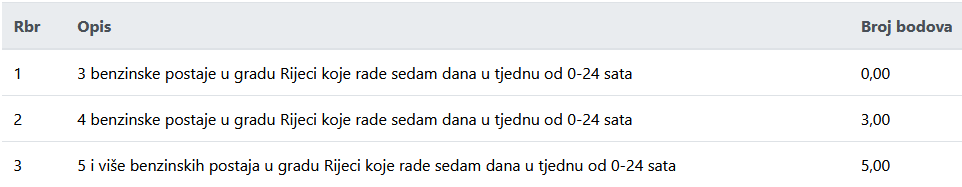 Rbr Opis Broj bodova
1 3 benzinske postaje u gradu Rijeci koje rade sedam dana u tjednu od 0-24 sata 0,00
2 4 benzinske postaje u gradu Rijeci koje rade sedam dana u tjednu od 0-24 sata 3,00
3 5 i više benzinskih postaja u gradu Rijeci koje rade sedam dana u tjednu od 0-24 sata 5,00